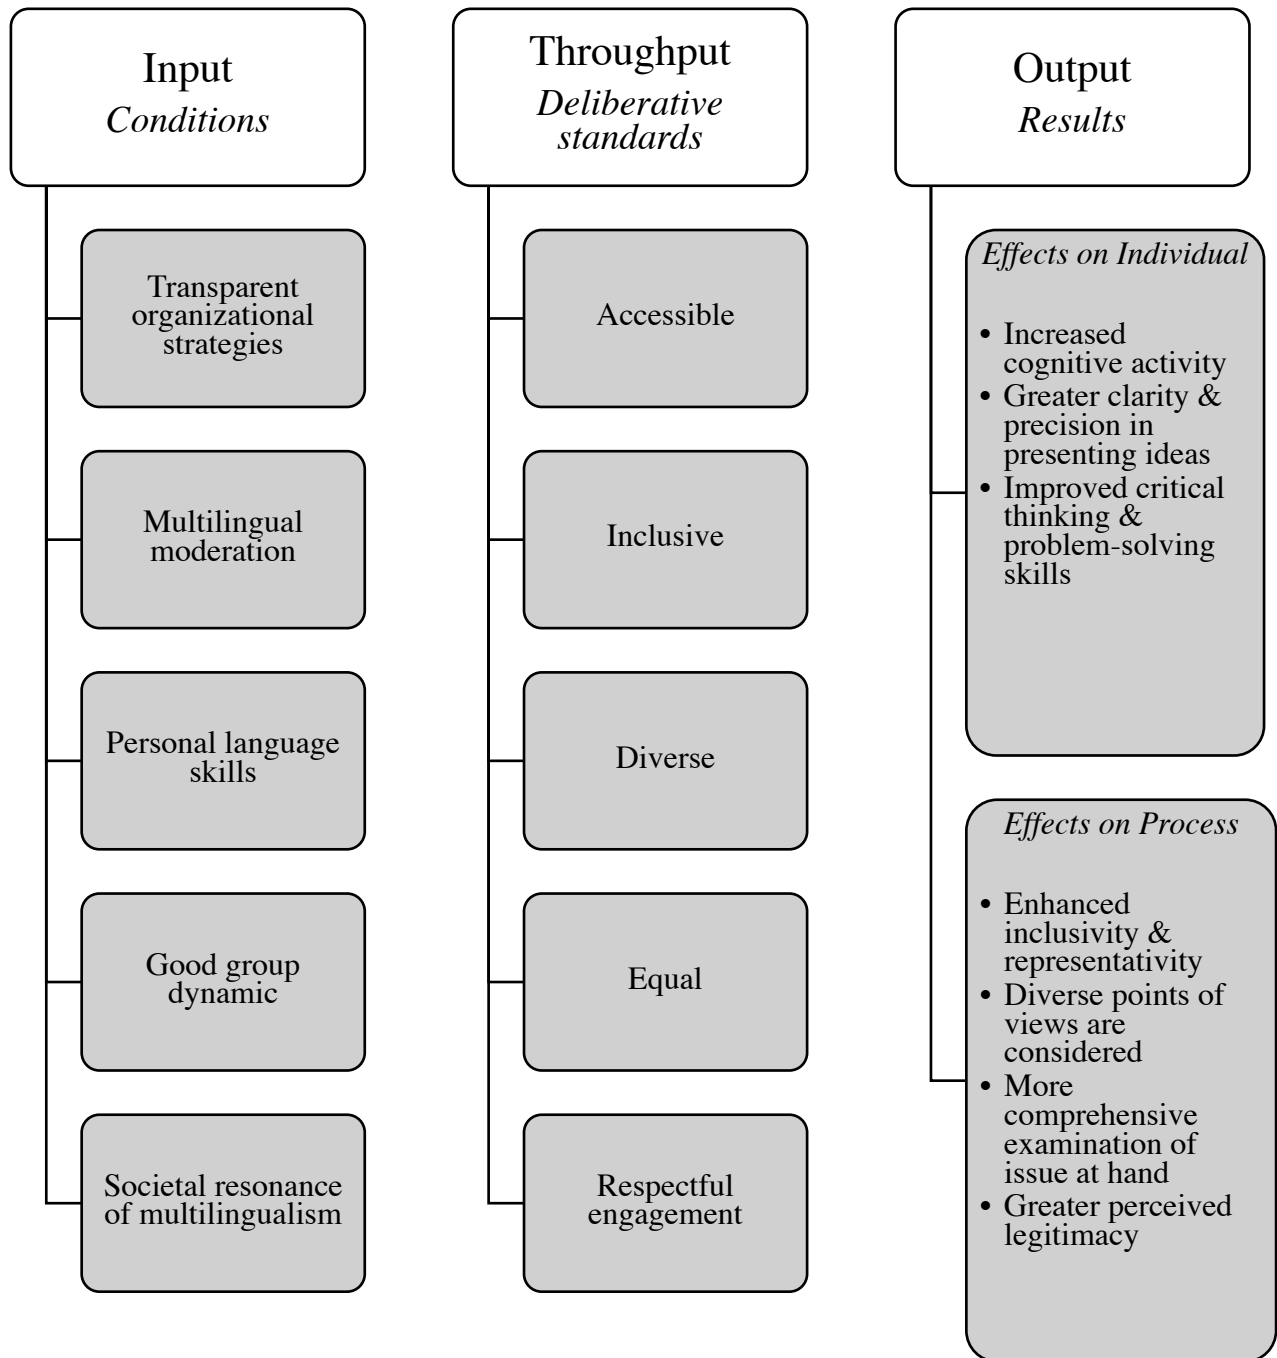 Input
Conditions
Transparent
organizational
strategies
Multilingual
moderation
Personal language
skills
Good group
dynamic
Societal resonance
of multilingualism
Throughput
Deliberative
standards
Accessible
Inclusive
Diverse
Equal
Respectful
engagement
Output
Results
Effects on Individual
• Increased
cognitive activity
• Greater clarity &
precision in
presenting ideas
• Improved critical
thinking &
problem-solving
skills
Effects on Process
• Enhanced
inclusivity &
representativity
• Diverse points of
views are
considered
• More
comprehensive
examination of
issue at hand
• Greater perceived
legitimacy